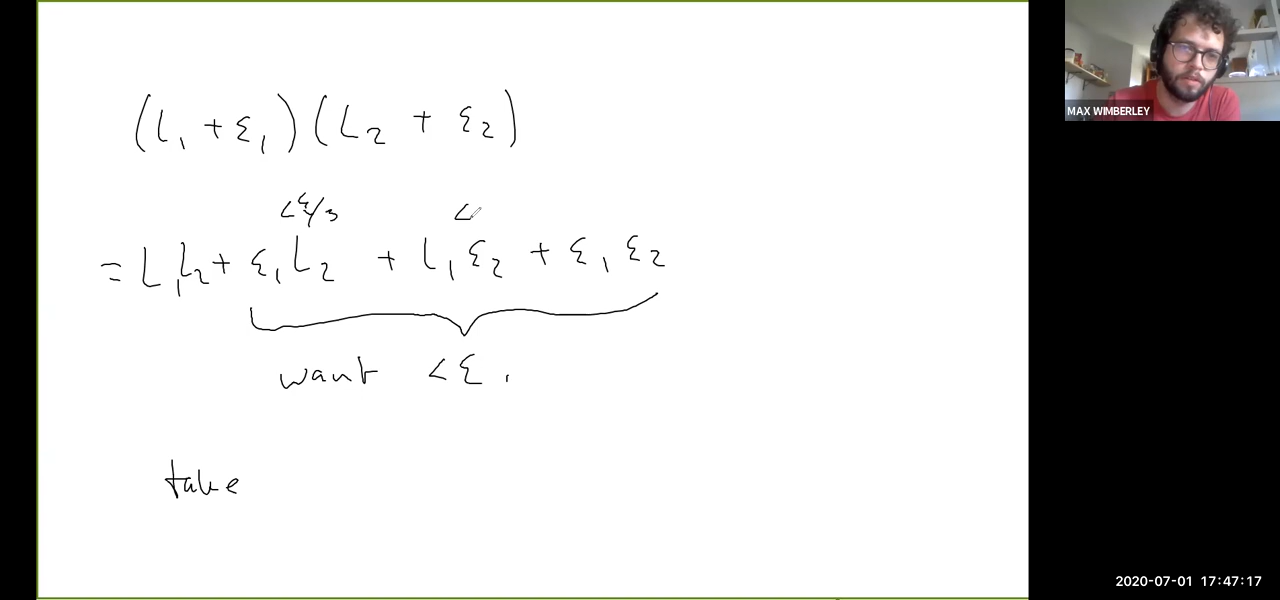 (L₁ + ε₁)(L₂ + ε₂)
< ε/3 <
= L₁L₂ + ε₁L₂ + L₁ε₂ + ε₁ε₂
want < ε.
take
MAX WIMBERLEY
2020-07-01 17:47:17